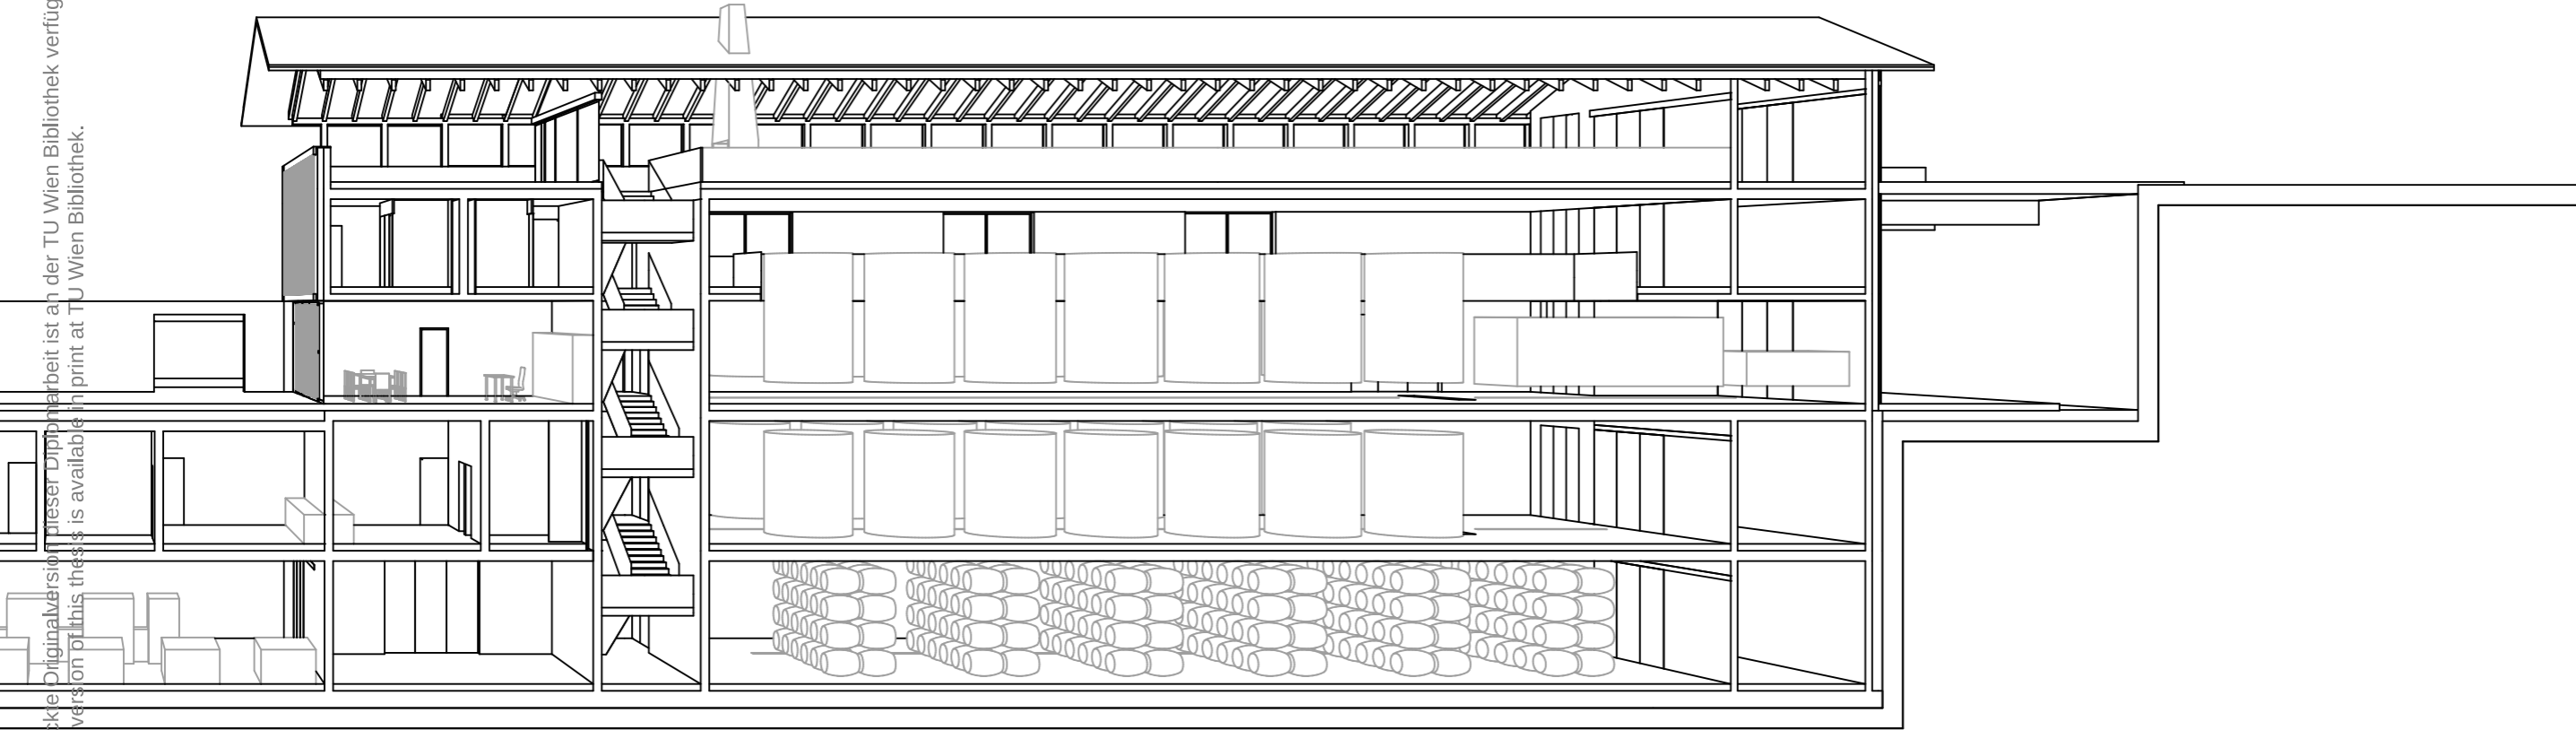 ckte Originalversion dieser Diplomarbeit ist an der TU Wien Bibliothek verfüg
version of this thesis is available in print at TU Wien Bibliothek.